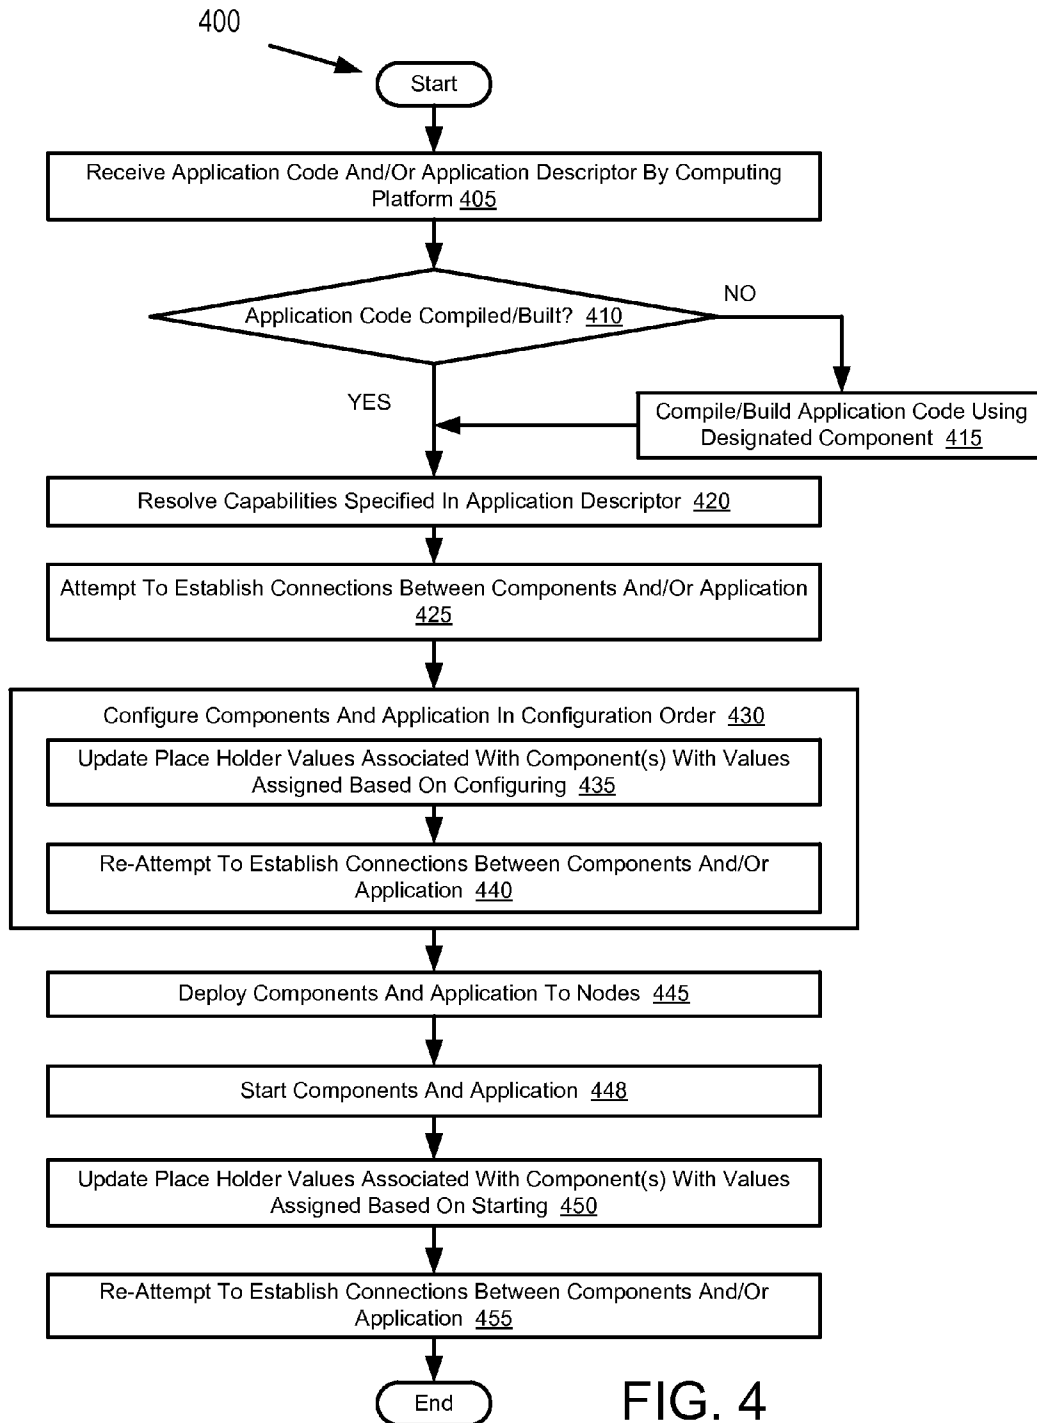 400
Start
Receive Application Code And/Or Application Descriptor By Computing
Platform 405
Application Code Compiled/Built? 410
NO
YES
Compile/Build Application Code Using
Designated Component 415
Resolve Capabilities Specified In Application Descriptor 420
Attempt To Establish Connections Between Components And/Or Application
425
Configure Components And Application In Configuration Order 430
Update Place Holder Values Associated With Component(s) With Values
Assigned Based On Configuring 435
Re-Attempt To Establish Connections Between Components And/Or
Application 440
Deploy Components And Application To Nodes 445
Start Components And Application 448
Update Place Holder Values Associated With Component(s) With Values
Assigned Based On Starting 450
Re-Attempt To Establish Connections Between Components And/Or
Application 455
End
FIG. 4